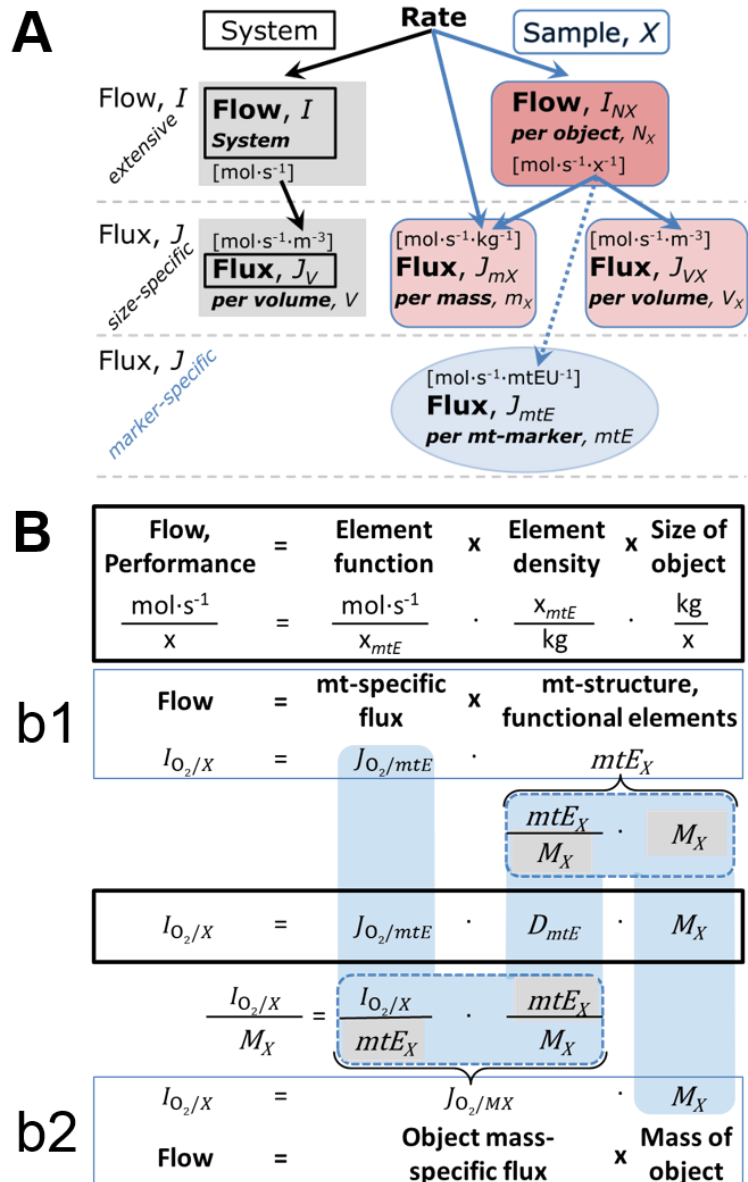 A
Rate
System
Sample, X
Flow, I
extensive
Flow, I
System
[mol·s⁻¹]
Flow, I_NX
per object, N_X
[mol·s⁻¹·x⁻¹]
Flux, J
size-specific
[mol·s⁻¹·m⁻³]
Flux, J_V
per volume, V
[mol·s⁻¹·kg⁻¹]
Flux, J_mX
per mass, m_X
[mol·s⁻¹·m⁻³]
Flux, J_VX
per volume, V_X
Flux, J
marker-specific
[mol·s⁻¹·mtEU⁻¹]
Flux, J_mtE
per mt-marker, mtE
B
Flow, Element Element Size of
Performance = function x density x object
mol·s⁻¹ / x = mol·s⁻¹ / x_mtE · x_mtE / kg · kg / x
b1
Flow = mt-specific flux x mt-structure, functional elements
I_O₂/X = J_O₂/mtE · mtE_X
mtE_X / M_X · M_X
I_O₂/X = J_O₂/mtE · D_mtE · M_X
I_O₂/X / M_X = I_O₂/X / mtE_X · mtE_X / M_X
b2
I_O₂/X = J_O₂/MX · M_X
Flow = Object mass-specific flux x Mass of object